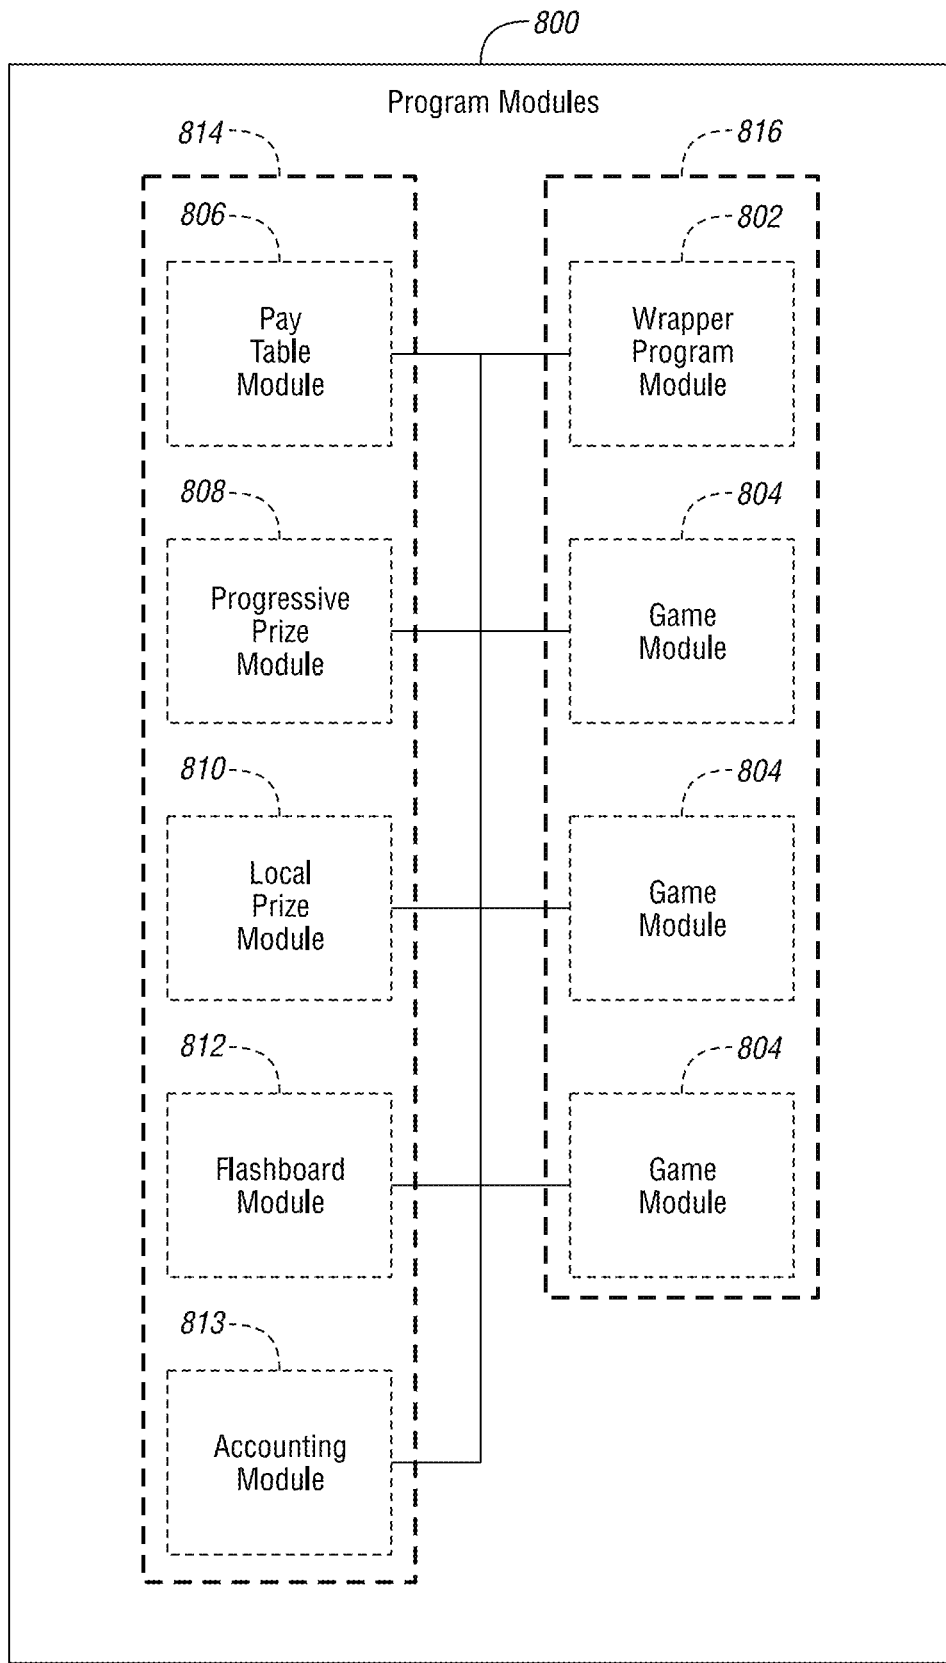 800
Program Modules
814
816
806
802
Pay
Table
Module
Wrapper
Program
Module
808
804
Progressive
Prize
Module
Game
Module
810
804
Local
Prize
Module
Game
Module
812
804
Flashboard
Module
Game
Module
813
Accounting
Module